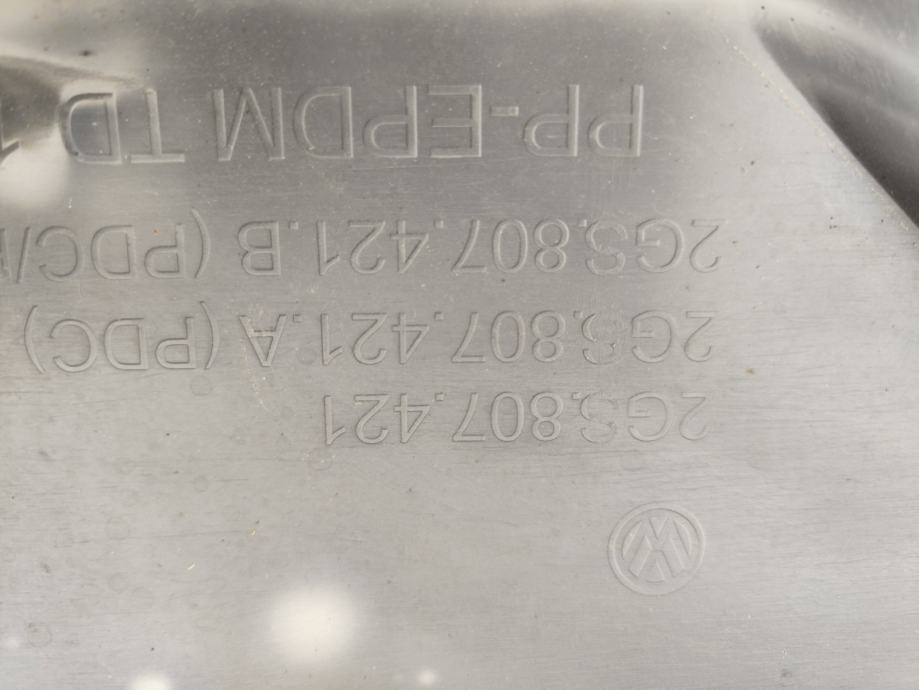 2GS.807.421
2GS.807.421.A (PDC)
2GS.807.421.B (PDC/
PP-EPDM TD